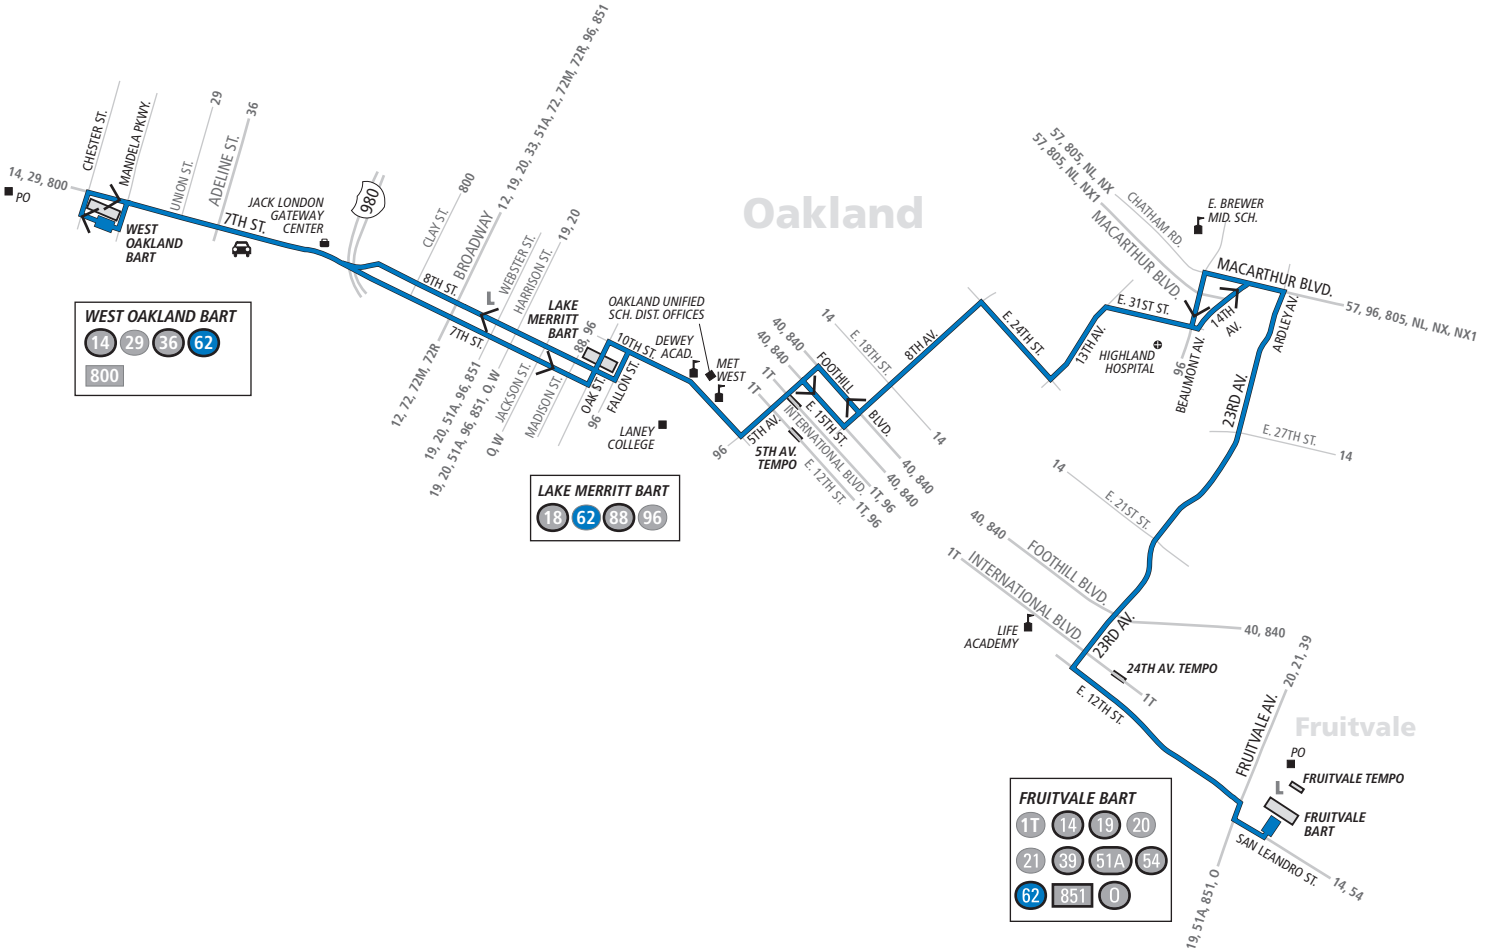 12, 19, 20, 33, 51A, 72, 72M, 72R, 96, 851
CHESTER ST.
MANDELA PKWY.
29
36
UNION ST.
ADELINE ST.
14, 29, 800
PO
WEST
OAKLAND
BART
7TH ST.
JACK LONDON
GATEWAY
CENTER
980
800
CLAY ST.
BROADWAY
8TH ST.
7TH ST.
WEBSTER ST.
HARRISON ST.
19, 20
L
LAKE
MERRITT
BART
88, 96
OAKLAND UNIFIED
SCH. DIST. OFFICES
10TH ST.
DEWEY
ACAD.
MET
WEST
OAK ST.
FALLON ST.
96
LANEY
COLLEGE
12, 72, 72M, 72R
19, 20, 51A, 96, 851
19, 20, 51A, 96, 851, O, W
O, W
JACKSON ST.
MADISON ST.
WEST OAKLAND BART
14
29
36
62
800
LAKE MERRITT BART
18
62
88
96
Oakland
96
5TH AV.
5TH AV.
TEMPO
1T
1T
40, 840
40, 840
FOOTHILL
BLVD.
E. 15TH ST.
INTERNATIONAL BLVD.
E. 12TH ST.
14
E. 18TH ST.
14
8TH AV.
40, 840
40, 840
1T, 96
1T, 96
E. 24TH ST.
13TH AV.
E. 31ST ST.
HIGHLAND
HOSPITAL
57, 805, NL, NX
57, 805, NL, NX1
CHATHAM RD.
MACARTHUR BLVD.
E. BREWER
MID. SCH.
MACARTHUR BLVD.
57, 96, 805, NL, NX, NX1
14TH
AV.
96
BEAUMONT AV.
ARDLEY AV.
23RD AV.
E. 27TH ST.
14
14
E. 21ST ST.
40, 840
FOOTHILL BLVD.
1T
INTERNATIONAL BLVD.
LIFE
ACADEMY
23RD AV.
40, 840
24TH AV. TEMPO
1T
E. 12TH ST.
20, 21, 39
FRUITVALE AV.
Fruitvale
PO
L
FRUITVALE TEMPO
FRUITVALE
BART
SAN LEANDRO ST.
14, 54
19, 51A, 851, O
FRUITVALE BART
1T
14
19
20
21
39
51A
54
62
851
O